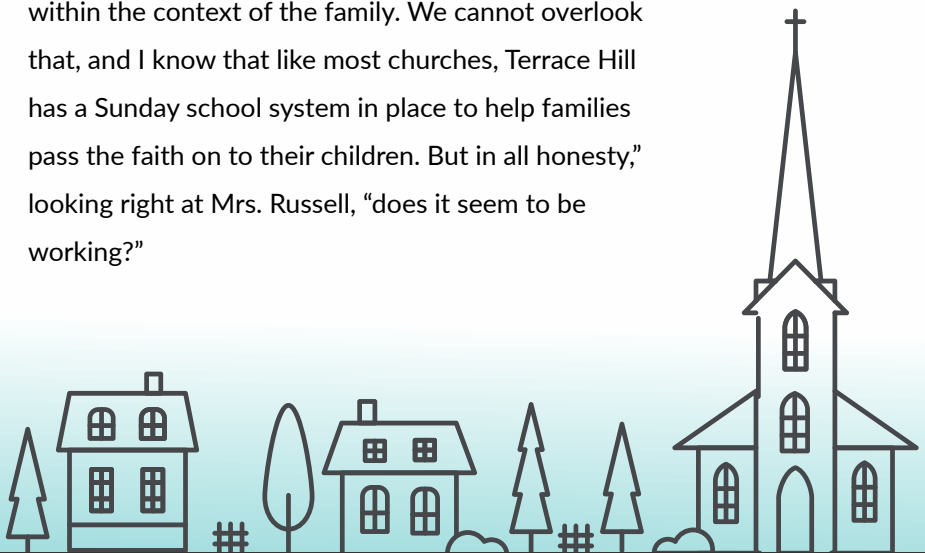 within the context of the family. We cannot overlook
that, and I know that like most churches, Terrace Hill
has a Sunday school system in place to help families
pass the faith on to their children. But in all honesty,”
looking right at Mrs. Russell, “does it seem to be
working?”